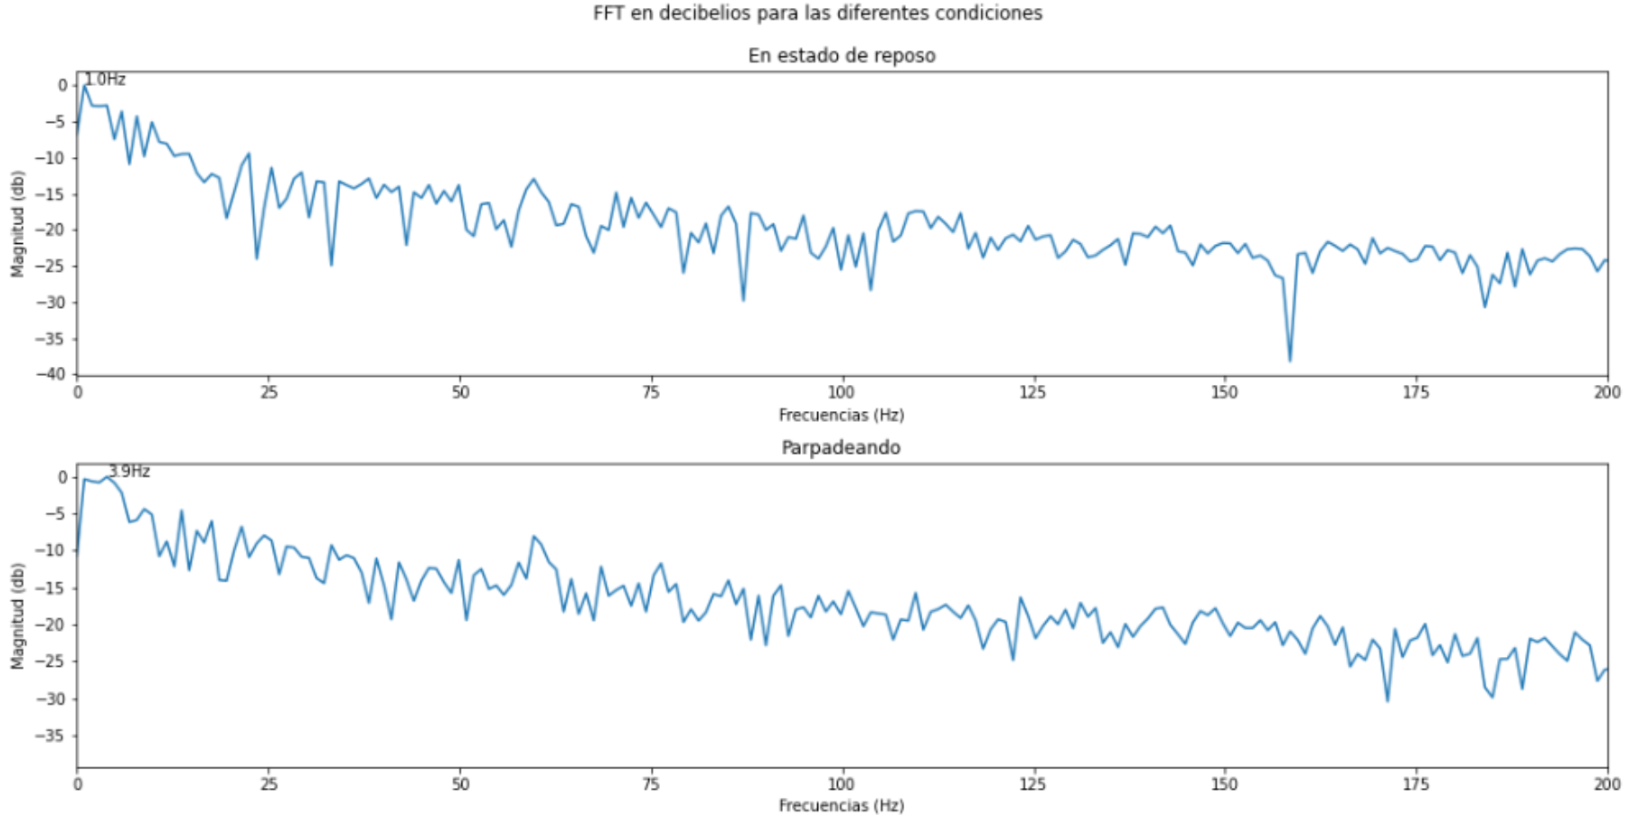 FFT en decibelios para las diferentes condiciones
En estado de reposo
1.0Hz
0
−5
−10
−15
−20
−25
−30
−35
−40
Magnitud (db)
0 25 50 75 100 125 150 175 200
Frecuencias (Hz)
Parpadeando
3.9Hz
0
−5
−10
−15
−20
−25
−30
−35
Magnitud (db)
0 25 50 75 100 125 150 175 200
Frecuencias (Hz)